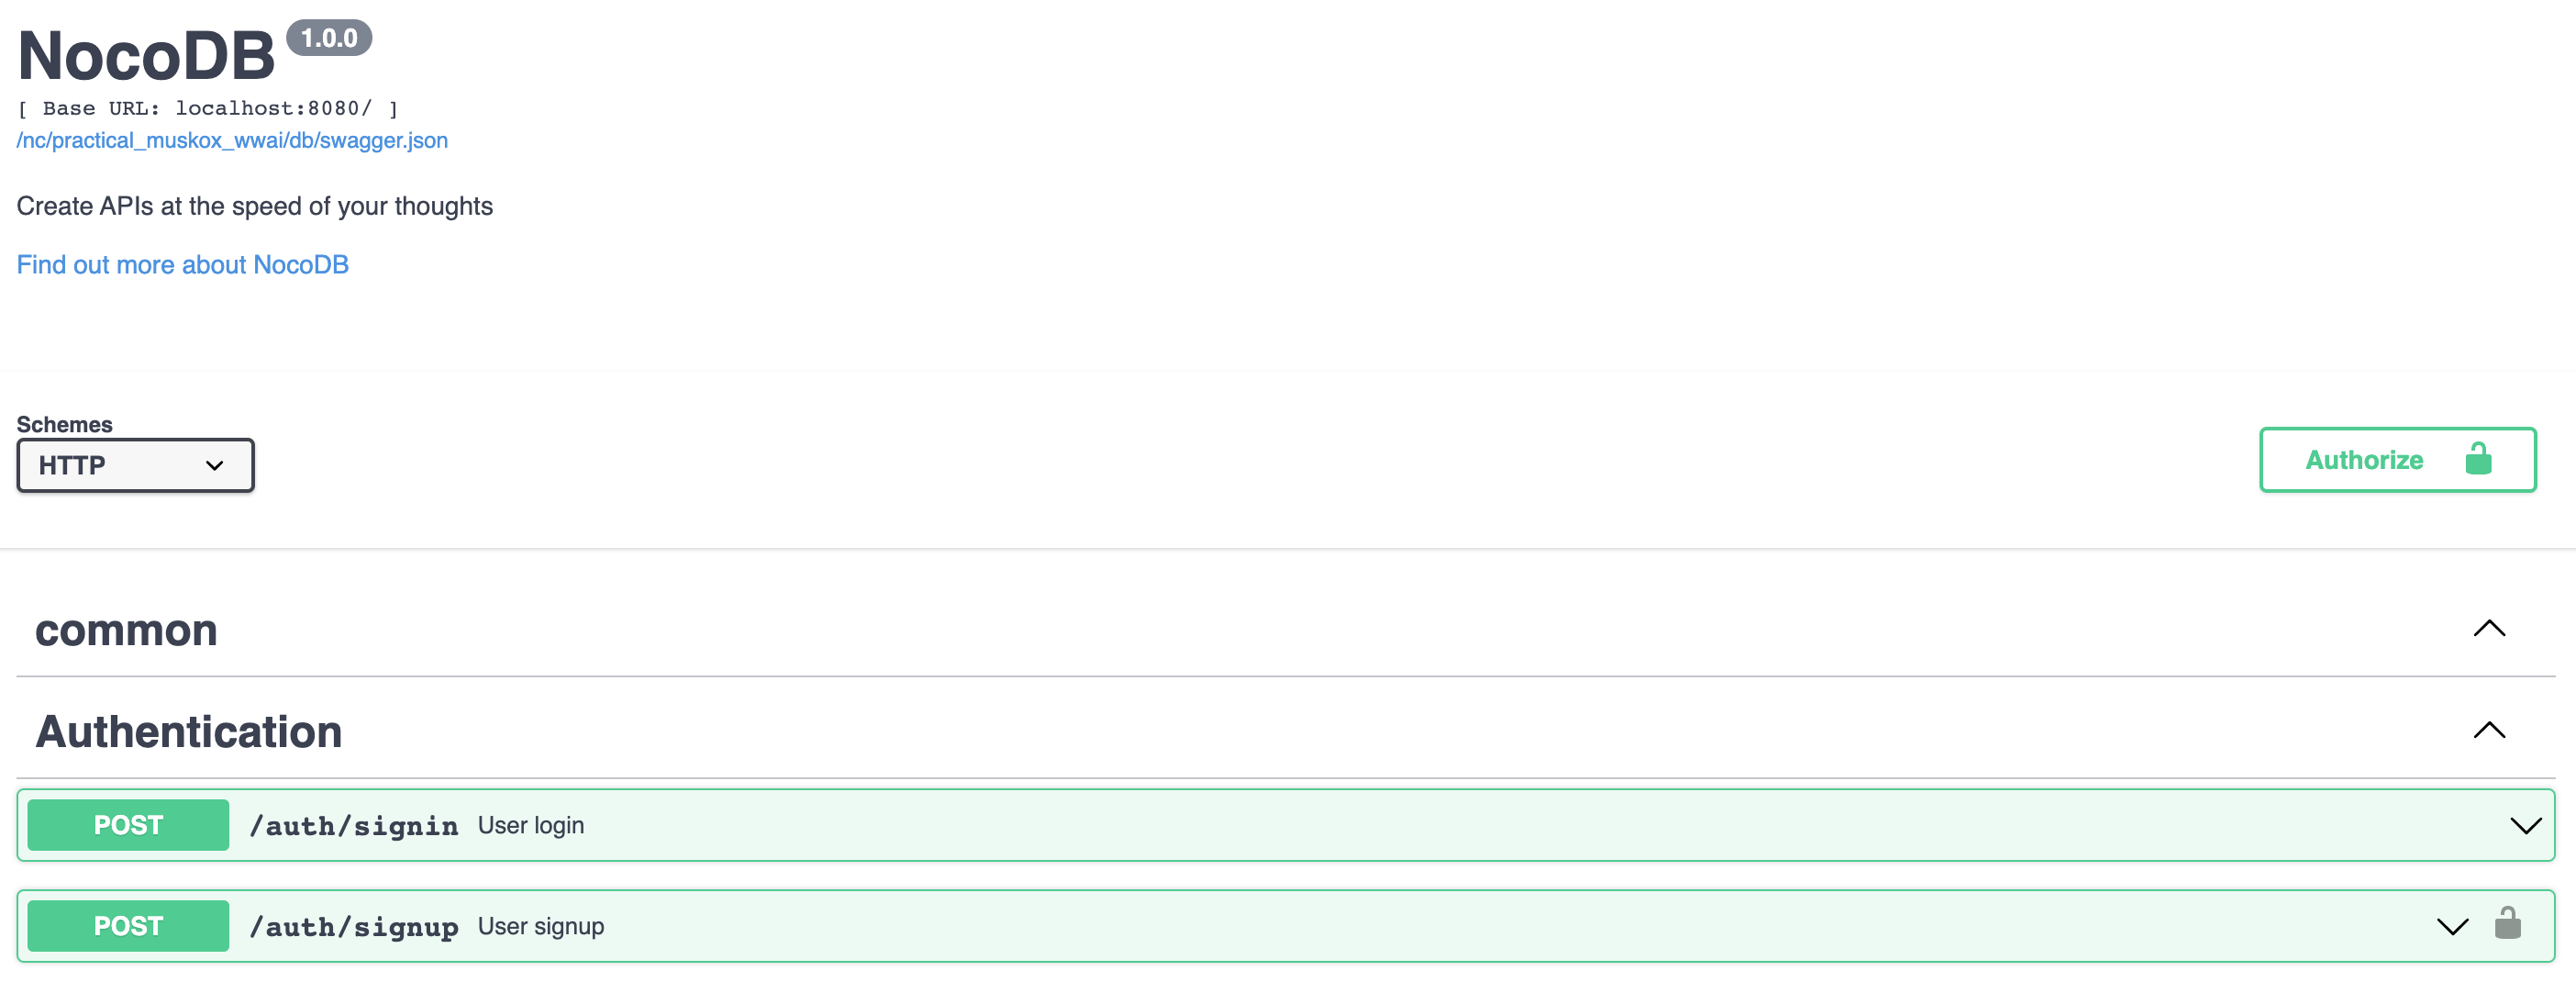 NocoDB 1.0.0
[ Base URL: localhost:8080/ ]
/nc/practical_muskox_wwai/db/swagger.json
Create APIs at the speed of your thoughts
Find out more about NocoDB
Schemes
HTTP
Authorize
common
Authentication
POST /auth/signin User login
POST /auth/signup User signup